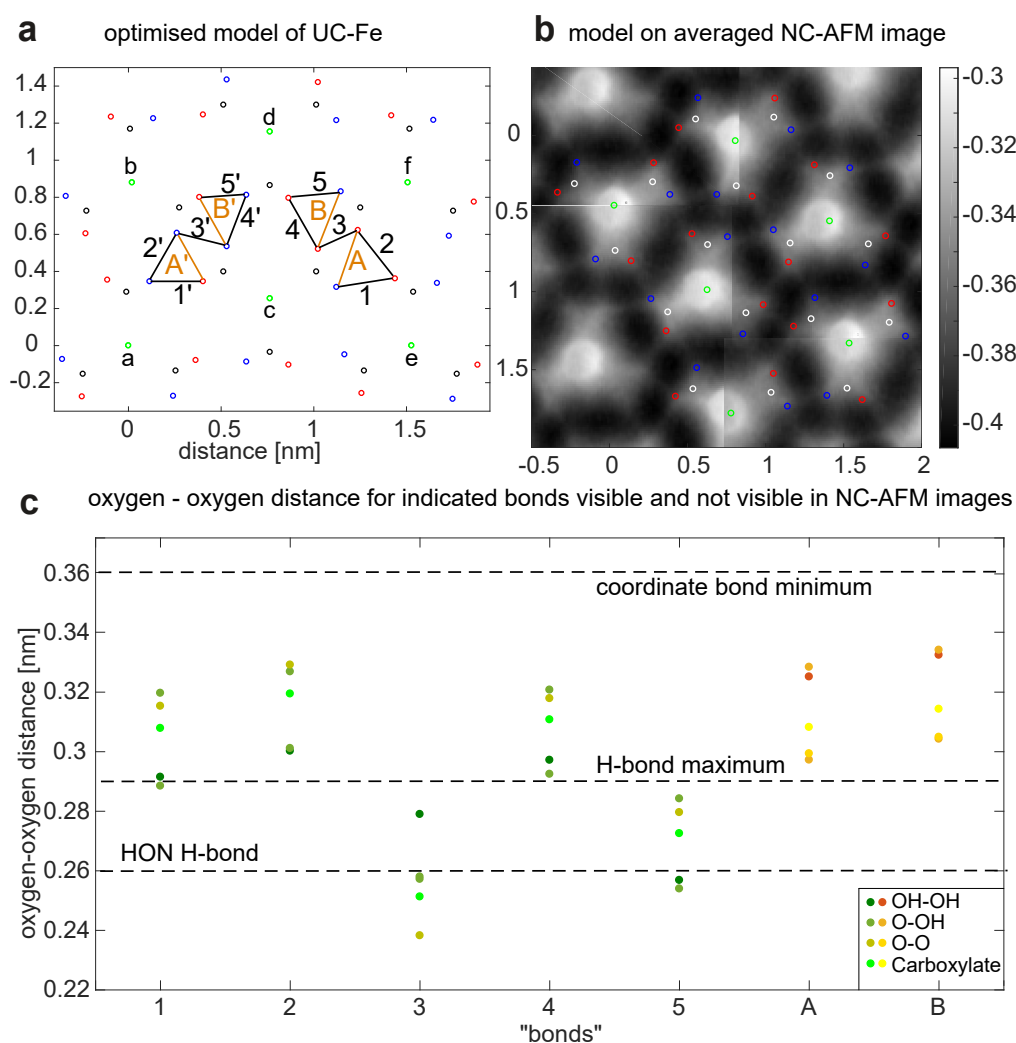 a optimised model of UC-Fe
1.4
1.2
1
0.8
0.6
0.4
0.2
0
-0.2
d
b
f
5'
5
B'
4'
B
3'
3
4
2'
2
A'
A
1'
1
c
a
e
0
0.5
1
1.5
distance [nm]
b model on averaged NC-AFM image
0
0.5
1
1.5
-0.5
0
0.5
1
1.5
2
-0.3
-0.32
-0.34
-0.36
-0.38
-0.4
c oxygen - oxygen distance for indicated bonds visible and not visible in NC-AFM images
oxygen-oxygen distance [nm]
0.36
0.34
0.32
0.3
0.28
0.26
0.24
0.22
coordinate bond minimum
H-bond maximum
HON H-bond
OH-OH
O-OH
O-O
Carboxylate
1
2
3
4
5
A
B
"bonds"